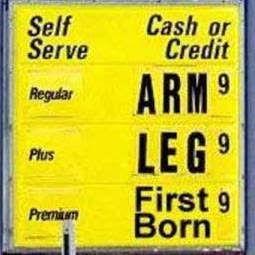 Self Cash or
Serve Credit
Regular ARM 9
Plus LEG 9
Premium First 9
Born